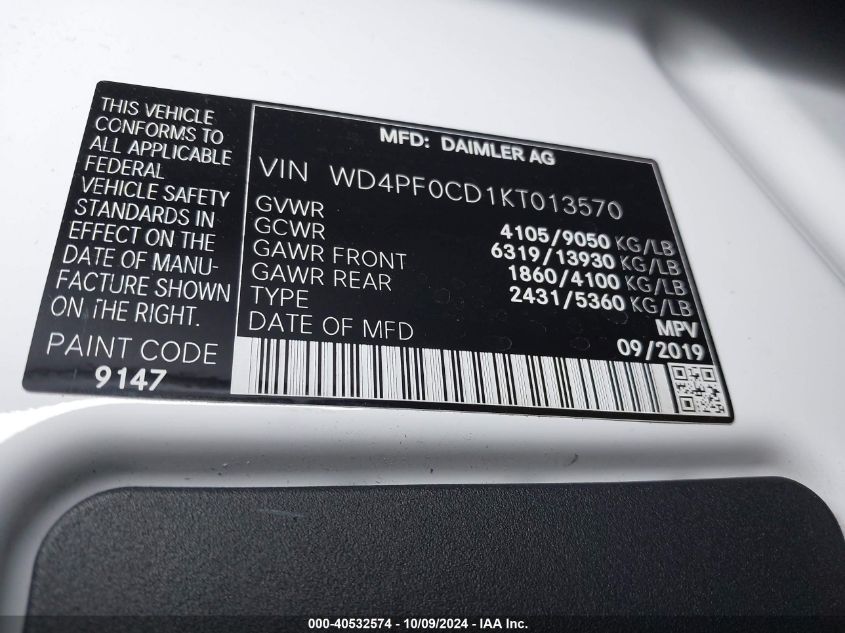 THIS VEHICLE
CONFORMS TO
ALL APPLICABLE
FEDERAL
VEHICLE SAFETY
STANDARDS IN
EFFECT ON THE
DATE OF MANU-
FACTURE SHOWN
ON THE RIGHT.
PAINT CODE
9147
MFD: DAIMLER AG
VIN WD4PF0CD1KT013570
GVWR 4105/9050 KG/LB
GCWR 6319/13930 KG/LB
GAWR FRONT 1860/4100 KG/LB
GAWR REAR 2431/5360 KG/LB
TYPE MPV
DATE OF MFD 09/2019
000-40532574 - 10/09/2024 - IAA Inc.